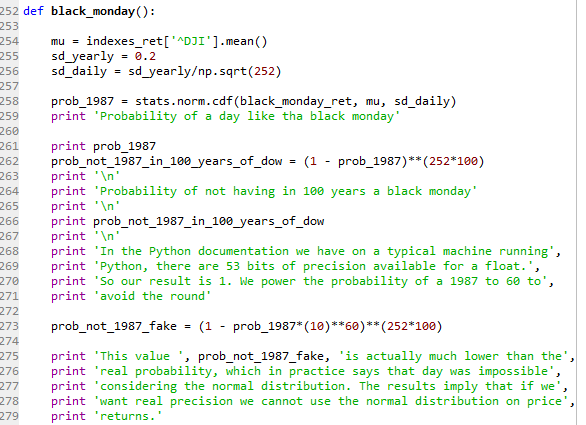 252 def black_monday():
253
254     mu = indexes_ret['^DJI'].mean()
255     sd_yearly = 0.2
256     sd_daily = sd_yearly/np.sqrt(252)
257
258     prob_1987 = stats.norm.cdf(black_monday_ret, mu, sd_daily)
259     print 'Probability of a day like tha black monday'
260
261     print prob_1987
262     prob_not_1987_in_100_years_of_dow = (1 - prob_1987)**(252*100)
263     print '\n'
264     print 'Probability of not having in 100 years a black monday'
265     print '\n'
266     print prob_not_1987_in_100_years_of_dow
267     print '\n'
268     print 'In the Python documentation we have on a typical machine running',
269     print 'Python, there are 53 bits of precision available for a float.',
270     print 'So our result is 1. We power the probability of a 1987 to 60 to',
271     print 'avoid the round'
272
273     prob_not_1987_fake = (1 - prob_1987*(10)**60)**(252*100)
274
275     print 'This value ', prob_not_1987_fake, 'is actually much lower than the',
276     print 'real probability, which in practice says that day was impossible',
277     print 'considering the normal distribution. The results imply that if we',
278     print 'want real precision we cannot use the normal distribution on price',
279     print 'returns.'